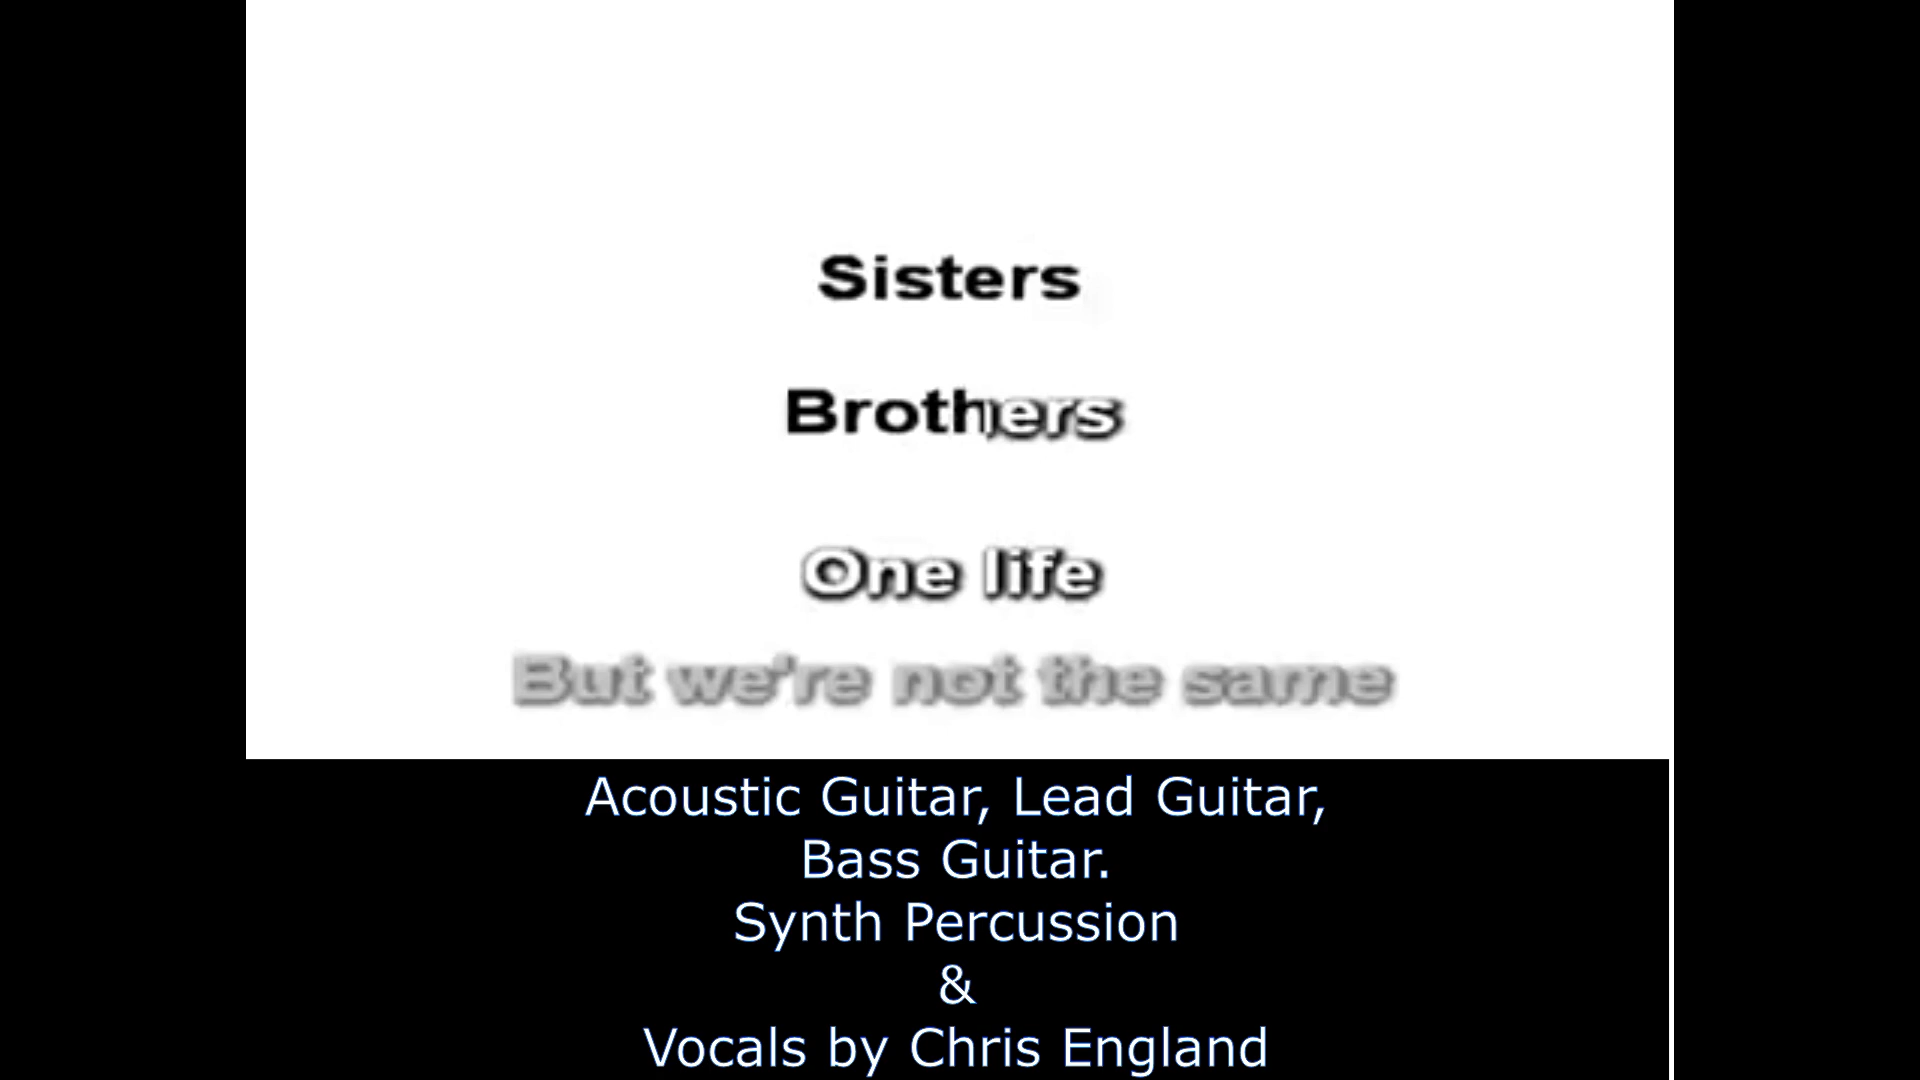 Sisters
Brothers
One life
But we're not the same
Acoustic Guitar, Lead Guitar,
Bass Guitar.
Synth Percussion
&
Vocals by Chris England